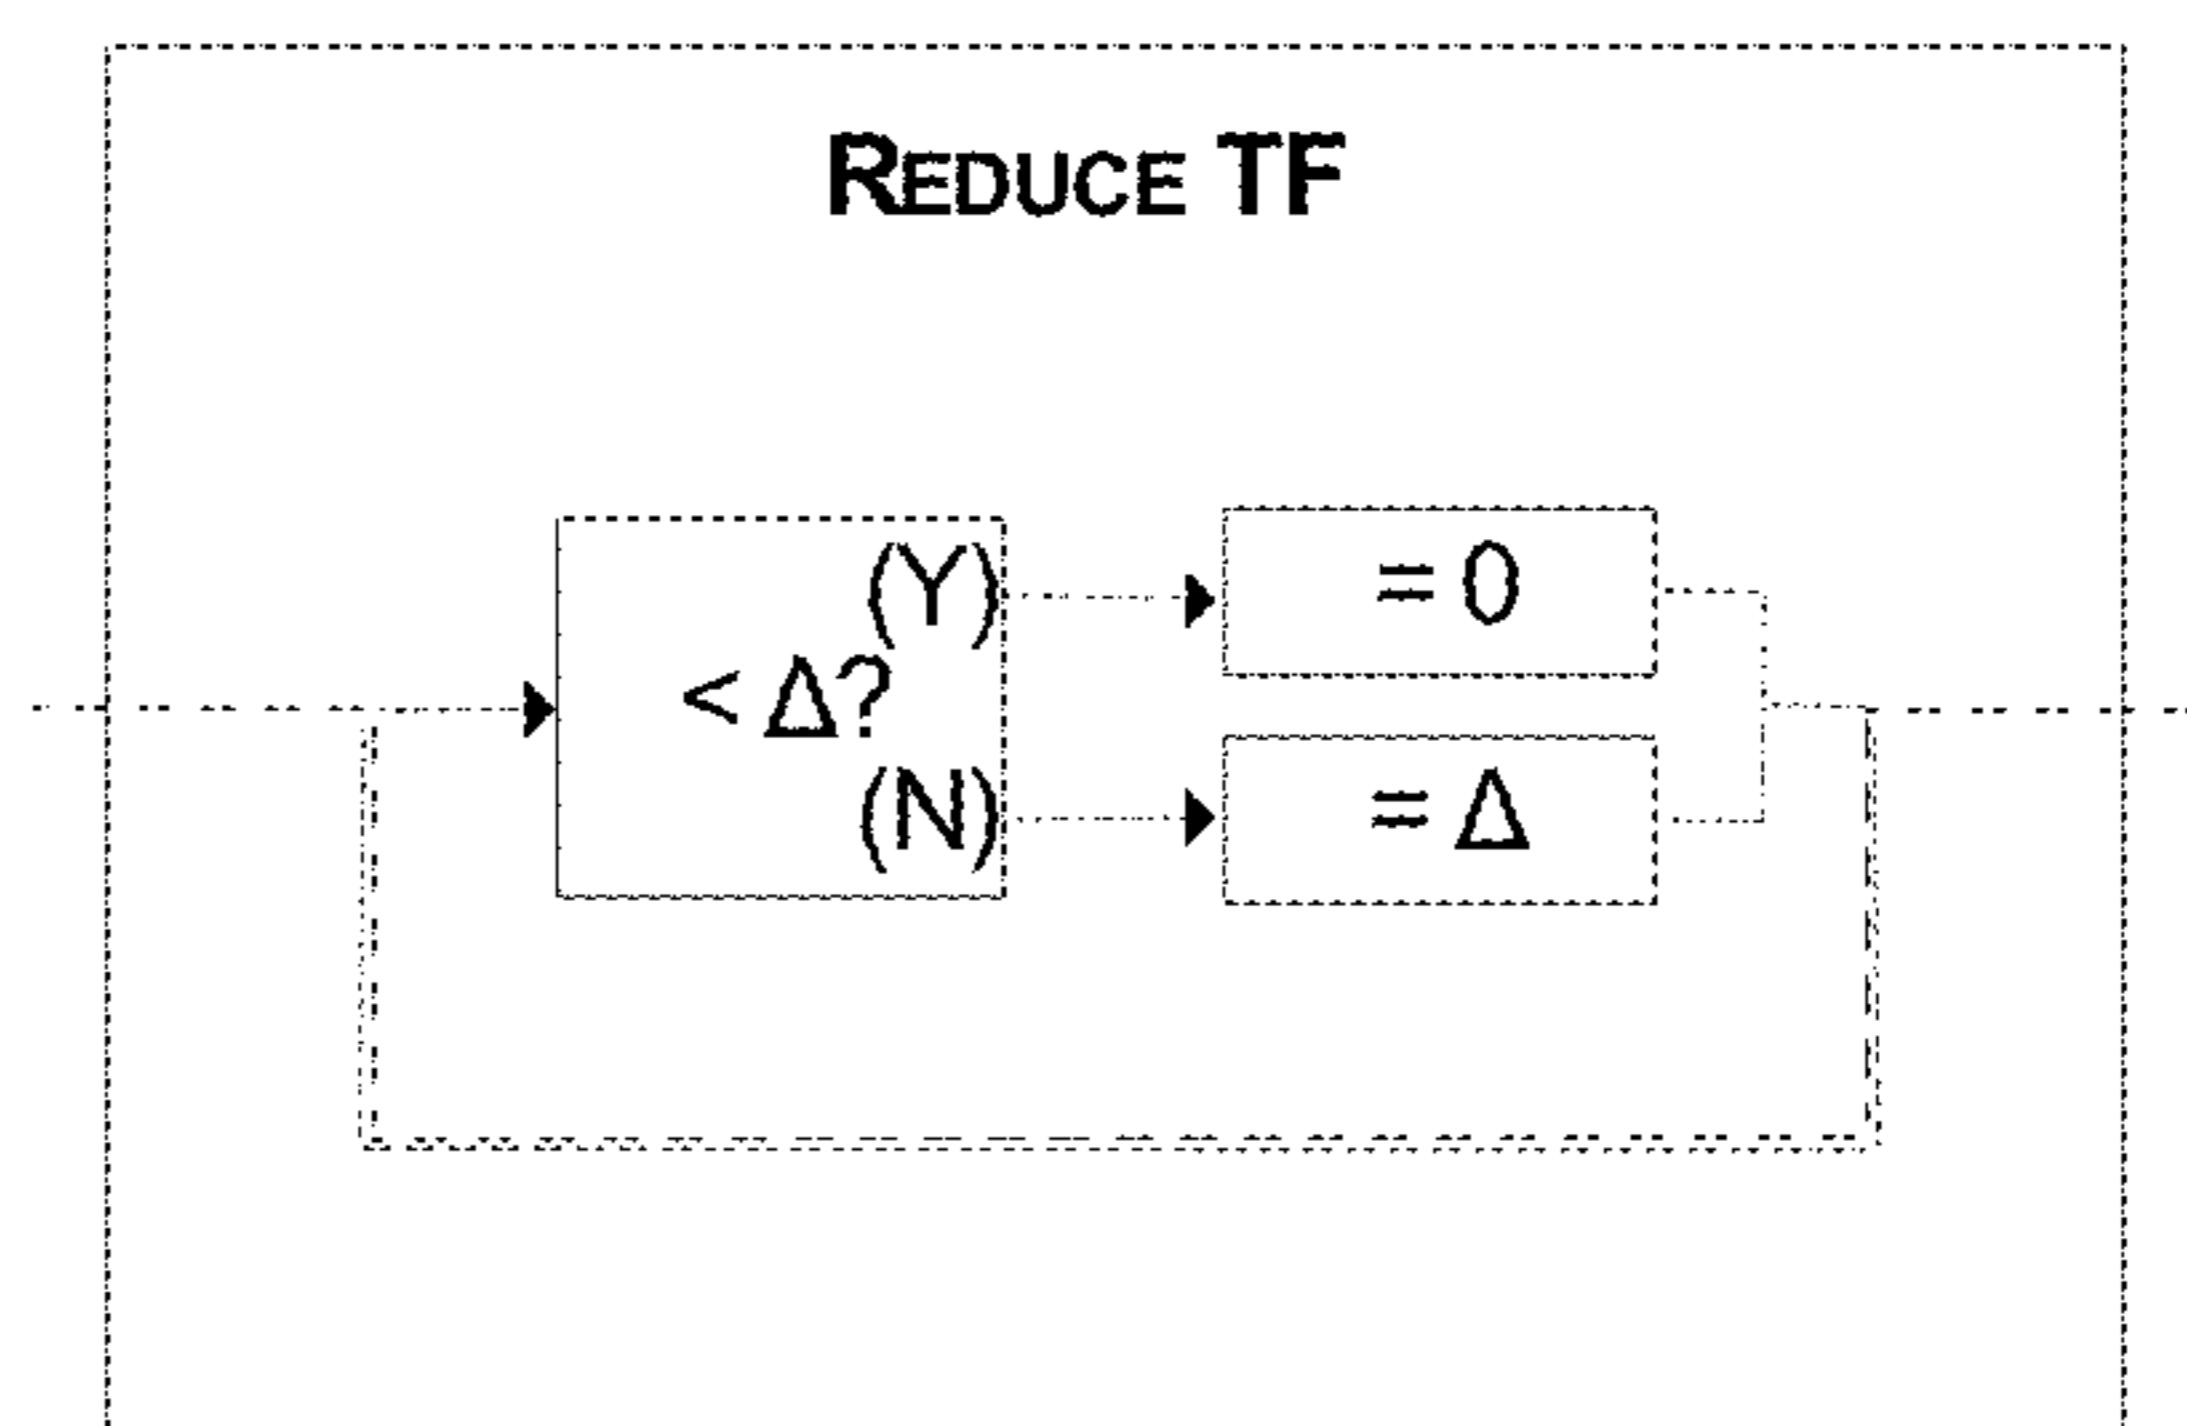 REDUCE TF
(Y)
= 0
< Δ?
(N)
= Δ